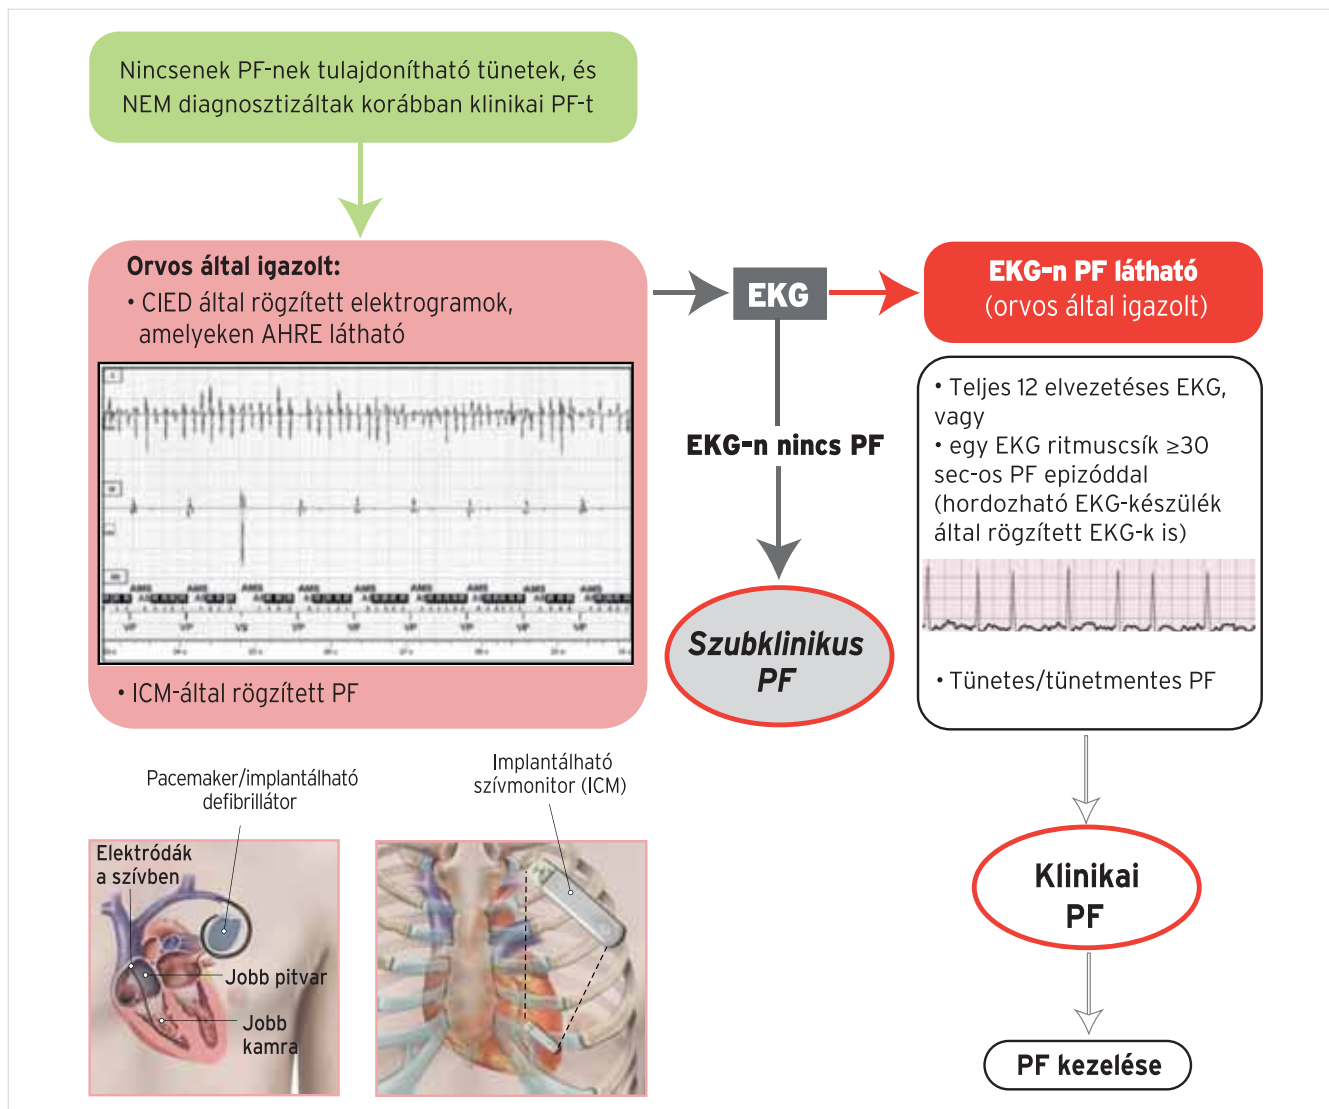 Nincsenek PF-nek tulajdonítható tünetek, és
NEM diagnosztizáltak korábban klinikai PF-t
Orvos által igazolt:
• CIED által rögzített elektrogramok,
amelyeken AHRE látható
• ICM-által rögzített PF
EKG
EKG-n nincs PF
Szubklinikus
PF
EKG-n PF látható
(orvos által igazolt)
• Teljes 12 elvezetéses EKG,
vagy
• egy EKG ritmuscsík ≥30
sec-os PF epizóddal
(hordozható EKG-készülék
által rögzített EKG-k is)
• Tünetes/tünetmentes PF
Klinikai
PF
PF kezelése
Pacemaker/implantálható
defibrillátor
Elektródák
a szívben
Jobb pitvar
Jobb
kamra
Implantálható
szívmonitor (ICM)